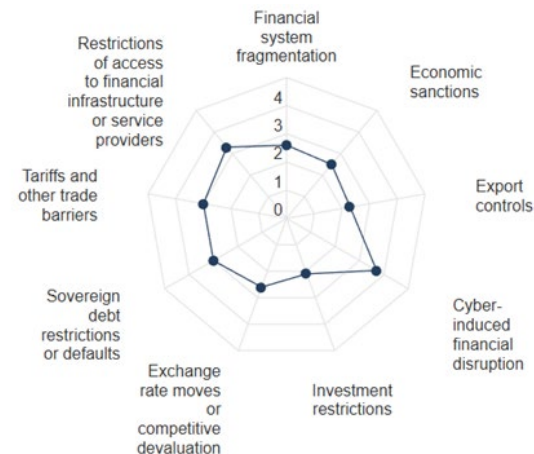 Financial
system
fragmentation
Economic
sanctions
Export
controls
Cyber-
induced
financial
disruption
Investment
restrictions
Exchange
rate moves
or
competitive
devaluation
Sovereign
debt
restrictions
or defaults
Tariffs and
other trade
barriers
Restrictions
of access
to financial
infrastructure
or service
providers
4
3
2
1
0